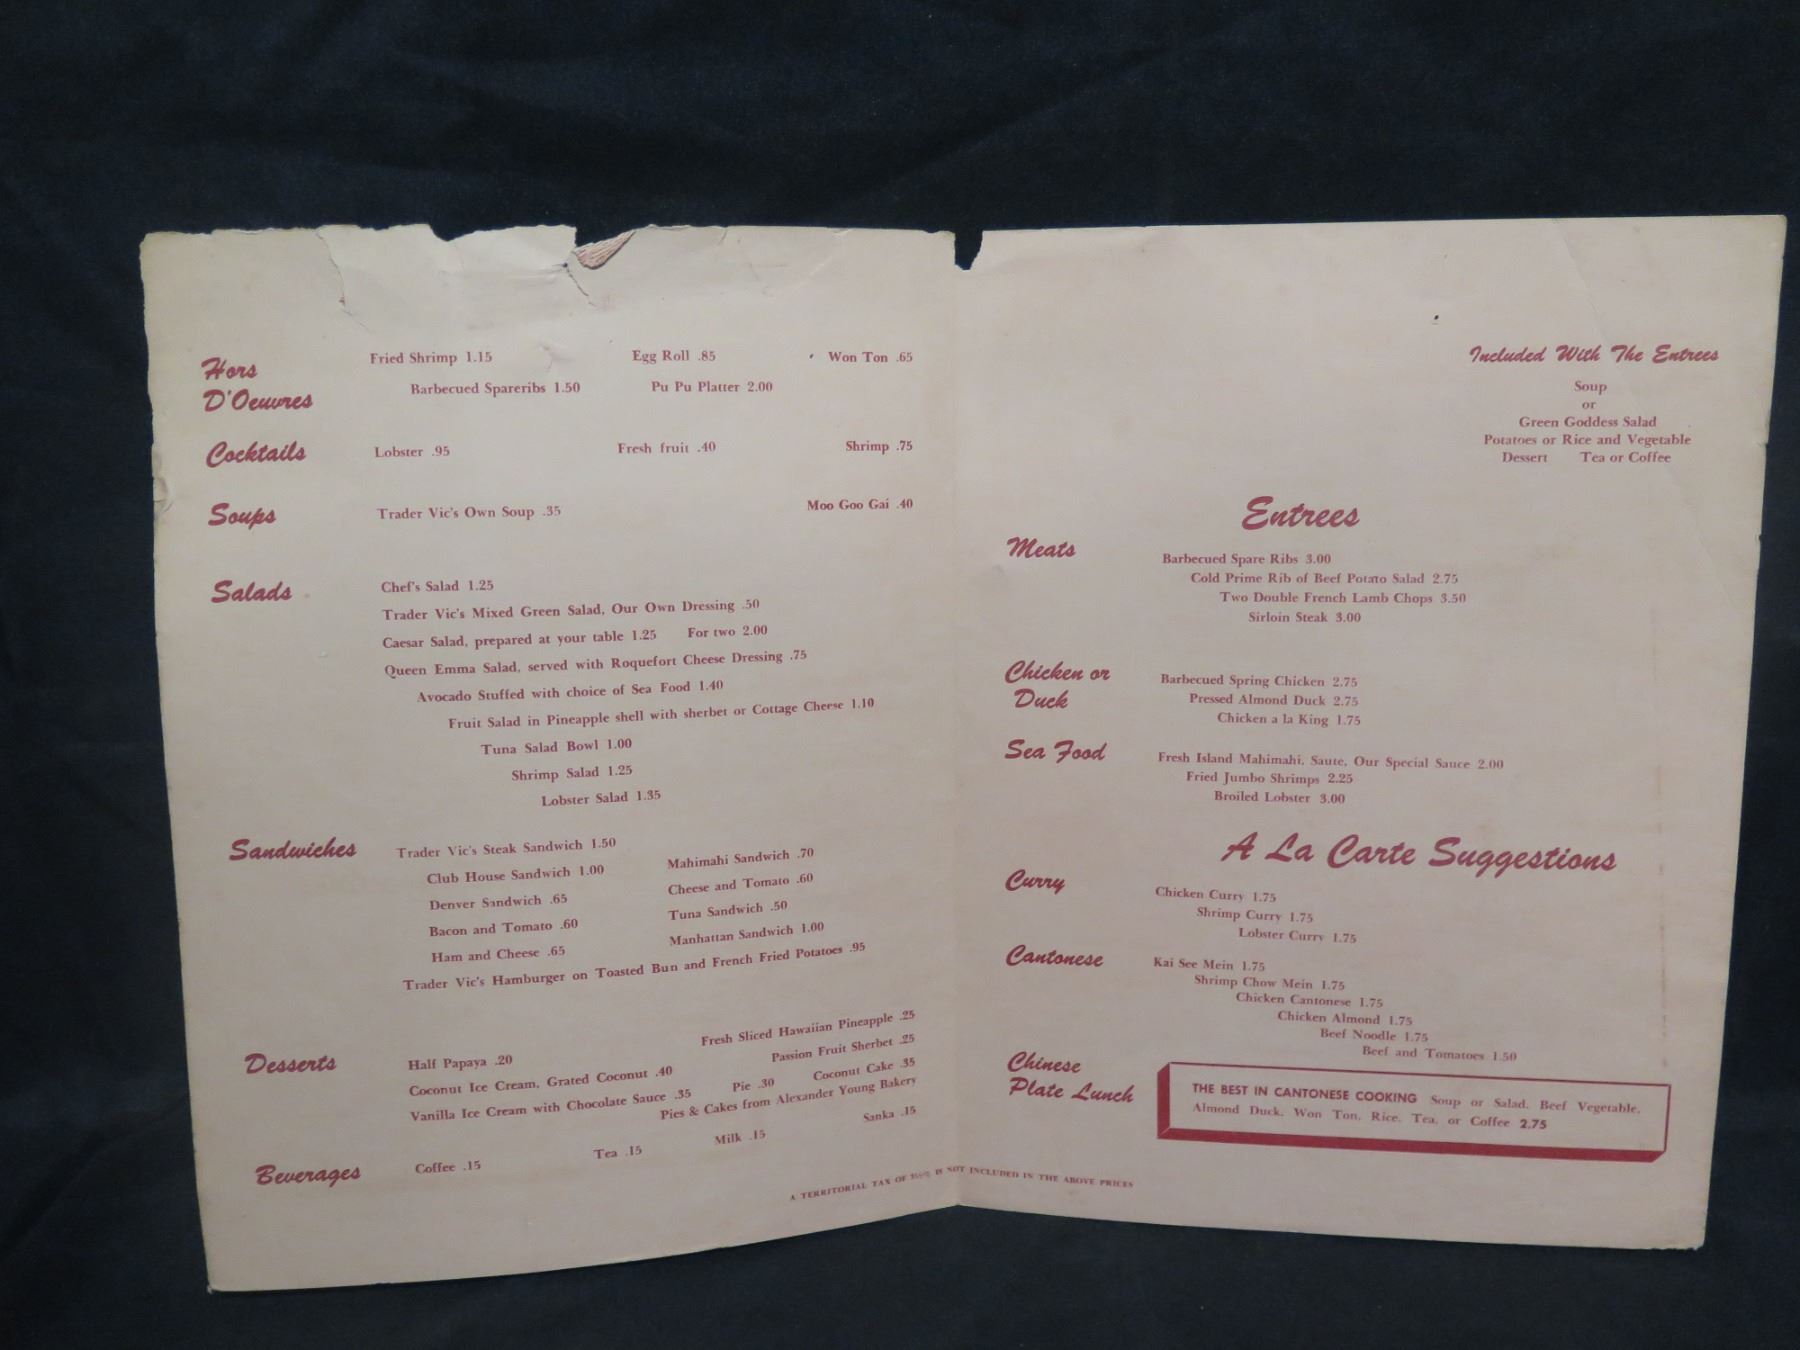 Hors D'Oeuvres
Fried Shrimp 1.15 Egg Roll .85 Won Ton .65
Barbecued Spareribs 1.50 Pu Pu Platter 2.00
Cocktails
Lobster .95 Fresh fruit .40 Shrimp .75
Soups
Trader Vic's Own Soup .35 Moo Goo Gai .40
Salads
Chef's Salad 1.25
Trader Vic's Mixed Green Salad, Our Own Dressing .50
Caesar Salad, prepared at your table 1.25 For two 2.00
Queen Emma Salad, served with Roquefort Cheese Dressing .75
Avocado Stuffed with choice of Sea Food 1.40
Fruit Salad in Pineapple shell with sherbet or Cottage Cheese 1.10
Tuna Salad Bowl 1.00
Shrimp Salad 1.25
Lobster Salad 1.35
Sandwiches
Trader Vic's Steak Sandwich 1.50
Club House Sandwich 1.00 Mahimahi Sandwich .70
Denver Sandwich .65 Cheese and Tomato .60
Bacon and Tomato .60 Tuna Sandwich .50
Ham and Cheese .65 Manhattan Sandwich 1.00
Trader Vic's Hamburger on Toasted Bun and French Fried Potatoes .95
Desserts
Half Papaya .20 Fresh Sliced Hawaiian Pineapple .25
Coconut Ice Cream, Grated Coconut .40 Passion Fruit Sherbet .25
Vanilla Ice Cream with Chocolate Sauce .35 Pie .30 Coconut Cake .35
Pies & Cakes from Alexander Young Bakery
Beverages
Coffee .15 Tea .15 Milk .15 Sanka .15
A TERRITORIAL TAX OF IS NOT INCLUDED IN THE ABOVE PRICES
Included With The Entrees
Soup
or
Green Goddess Salad
Potatoes or Rice and Vegetable
Dessert Tea or Coffee
Entrees
Meats
Barbecued Spare Ribs 3.00
Cold Prime Rib of Beef Potato Salad 2.75
Two Double French Lamb Chops 3.50
Sirloin Steak 3.00
Chicken or
Duck
Barbecued Spring Chicken 2.75
Pressed Almond Duck 2.75
Chicken a la King 1.75
Sea Food
Fresh Island Mahimahi, Saute, Our Special Sauce 2.00
Fried Jumbo Shrimps 2.25
Broiled Lobster 3.00
A La Carte Suggestions
Curry
Chicken Curry 1.75
Shrimp Curry 1.75
Lobster Curry 1.75
Cantonese
Kai See Mein 1.75
Shrimp Chow Mein 1.75
Chicken Cantonese 1.75
Chicken Almond 1.75
Beef Noodle 1.75
Beef and Tomatoes 1.50
Chinese
Plate Lunch
THE BEST IN CANTONESE COOKING Soup or Salad, Beef Vegetable,
Almond Duck, Won Ton, Rice, Tea, or Coffee 2.75